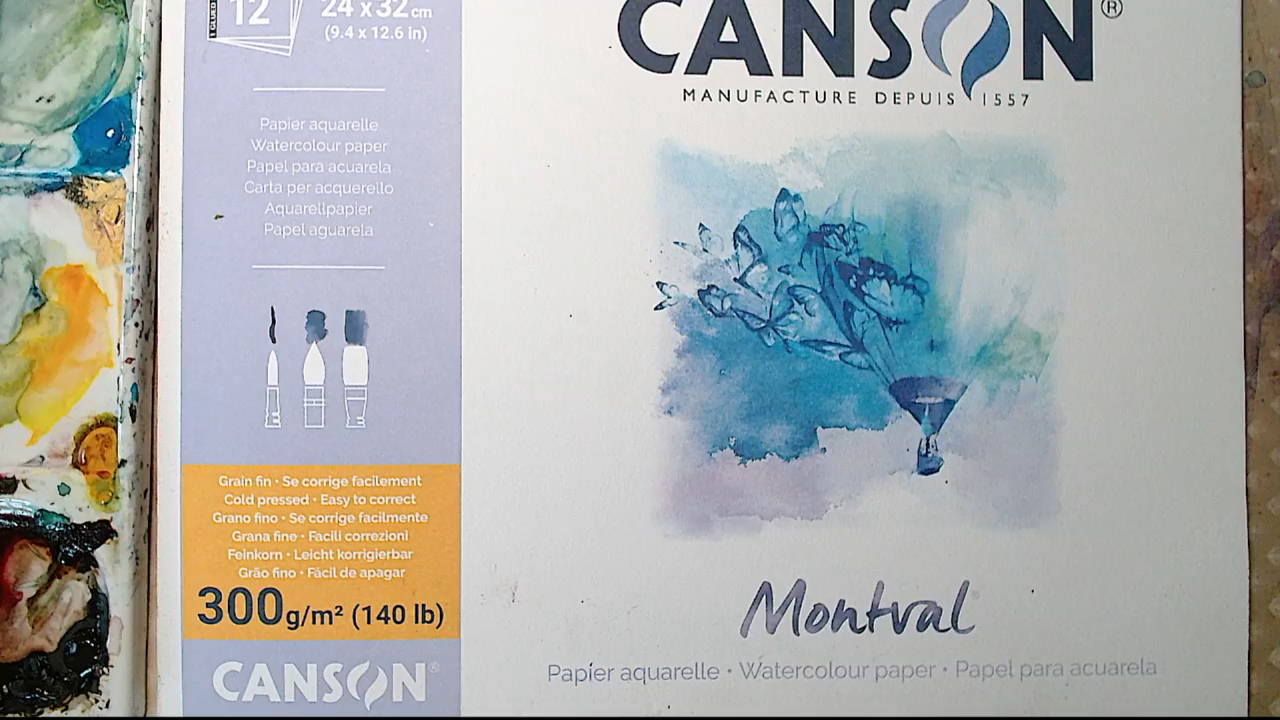 12
24 x 32 cm
(9.4 x 12.6 in)
Papier aquarelle
Watercolour paper
Papel para acuarela
Carta per acquerello
Aquarellpapier
Papel aguarela
Grain fin • Se corrige facilement
Cold pressed • Easy to correct
Grano fino • Se corrige facilmente
Grana fine • Facili correzioni
Feinkorn • Leicht korrigierbar
Grão fino • Fácil de apagar
300g/m² (140 lb)
CANSON®
CANSON®
MANUFACTURE DEPUIS 1557
Montval
Papier aquarelle • Watercolour paper • Papel para acuarela